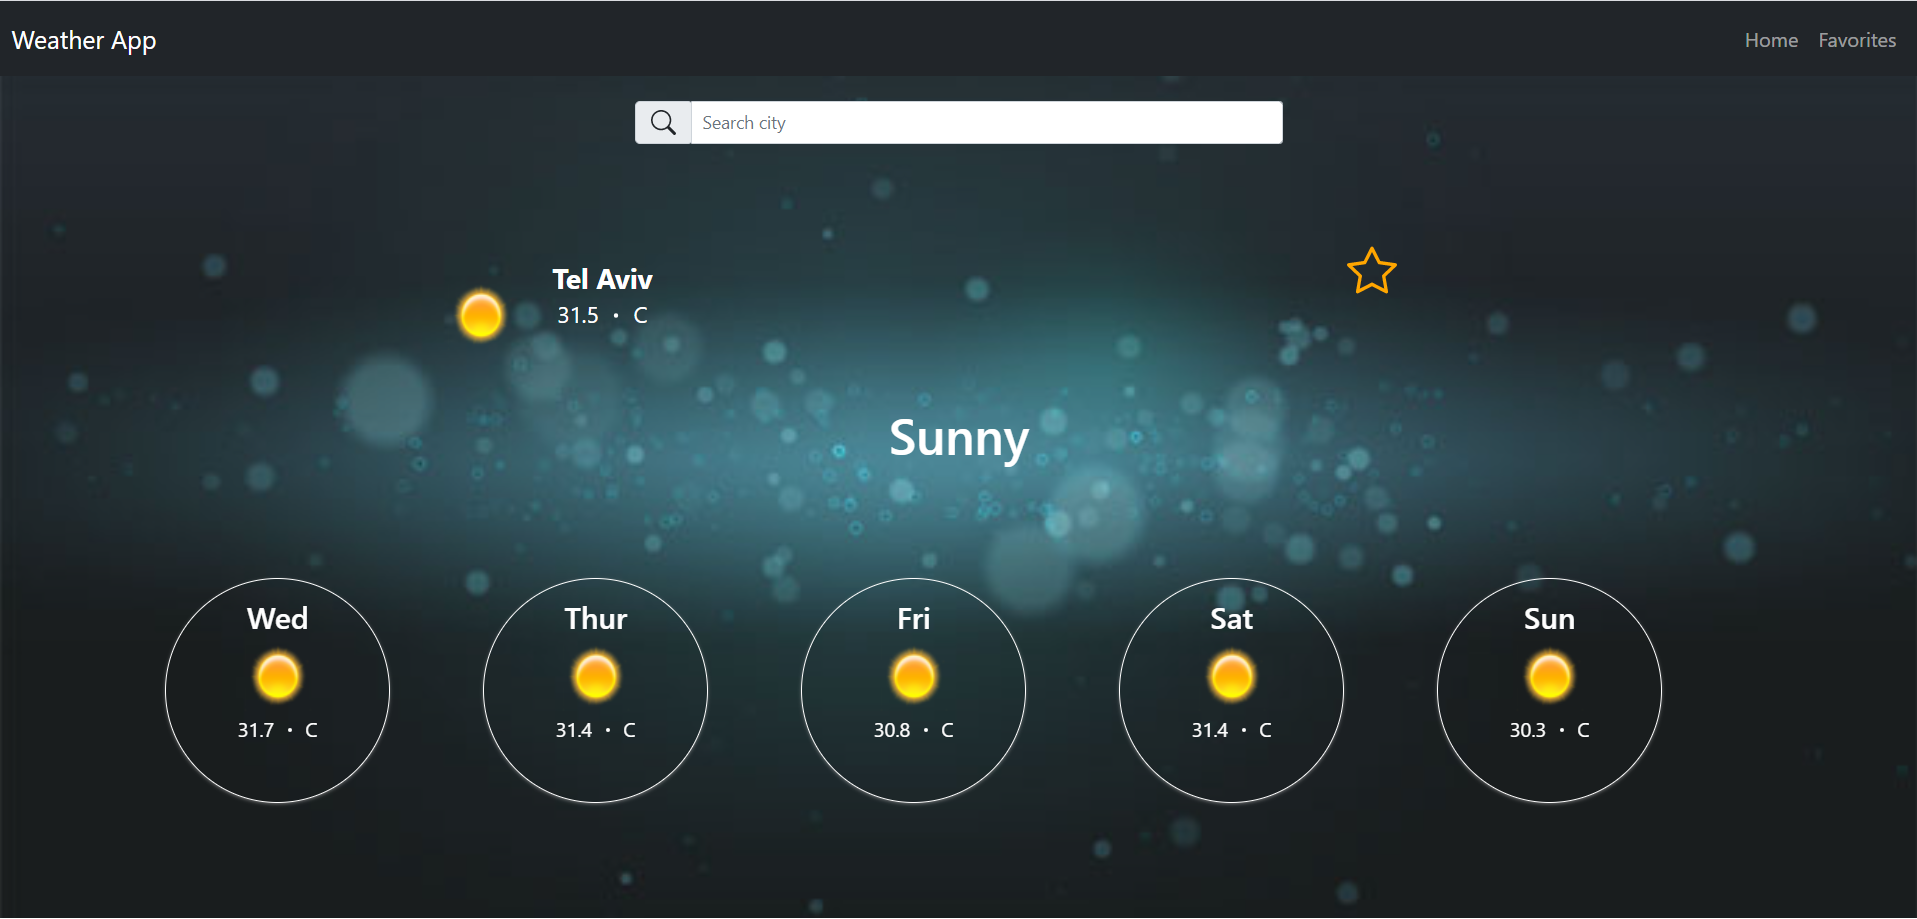 Weather App
Home Favorites
Search city
Tel Aviv
31.5 • C
Sunny
Wed
31.7 • C
Thur
31.4 • C
Fri
30.8 • C
Sat
31.4 • C
Sun
30.3 • C